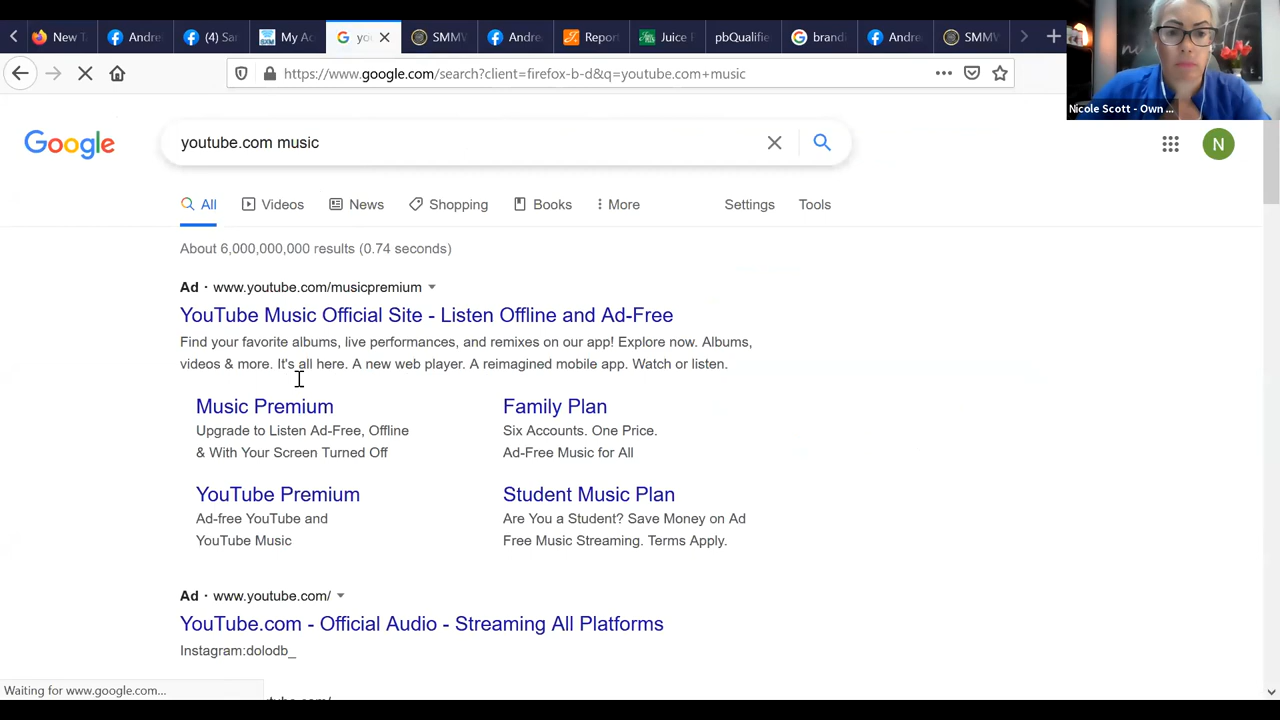 New T
Andre
(4) Sa
My Ac
yo
SMMV
Andre
Report
Juice F
pbQualifie
brandi
Andre
SMMV
https://www.google.com/search?client=firefox-b-d&q=youtube.com+music
Nicole Scott - Own ...
Google
youtube.com music
N
All
Videos
News
Shopping
Books
More
Settings
Tools
About 6,000,000,000 results (0.74 seconds)
Ad · www.youtube.com/musicpremium
YouTube Music Official Site - Listen Offline and Ad-Free
Find your favorite albums, live performances, and remixes on our app! Explore now. Albums,
videos & more. It's all here. A new web player. A reimagined mobile app. Watch or listen.
Music Premium
Upgrade to Listen Ad-Free, Offline
& With Your Screen Turned Off
Family Plan
Six Accounts. One Price.
Ad-Free Music for All
YouTube Premium
Ad-free YouTube and
YouTube Music
Student Music Plan
Are You a Student? Save Money on Ad
Free Music Streaming. Terms Apply.
Ad · www.youtube.com/
YouTube.com - Official Audio - Streaming All Platforms
Instagram:dolodb_
Waiting for www.google.com...